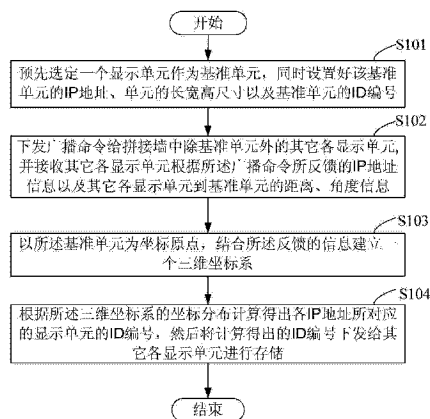 开始
S101
预先选定一个显示单元作为基准单元，同时设置好该基准
单元的IP地址、单元的长宽高尺寸以及基准单元的ID编号
S102
下发广播命令给拼接墙中除基准单元外的其它各显示单元,
并接收其它各显示单元根据所述广播命令所反馈的IP地址
信息以及其它各显示单元到基准单元的距离、角度信息
S103
以所述基准单元为坐标原点，结合所述反馈的信息建立一
个三维坐标系
S104
根据所述三维坐标系的坐标分布计算得出各IP地址所对应
的显示单元的ID编号，然后将计算得出的ID编号下发给其
它各显示单元进行存储
结束